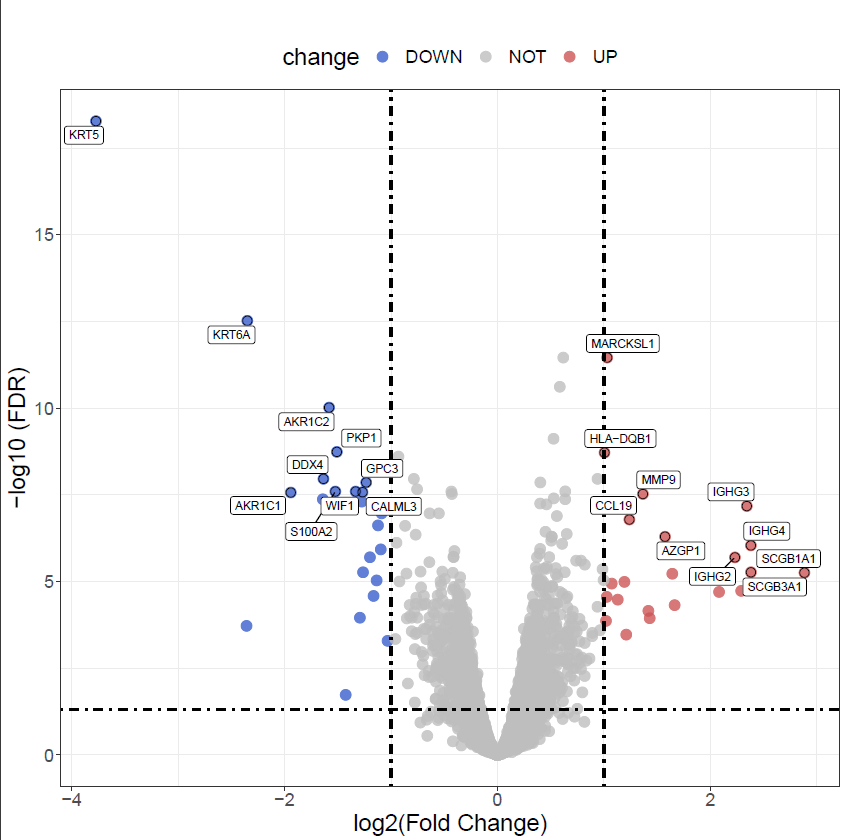 change DOWN NOT UP
KRT5
15
KRT6A
MARCKSL1
10
AKR1C2
PKP1
HLA−DQB1
DDX4
GPC3
MMP9
IGHG3
AKR1C1
WIF1
CALML3
CCL19
S100A2
IGHG4
AZGP1
SCGB1A1
IGHG2
5
SCGB3A1
0
−4 −2 0 2
log2(Fold Change)
−log10 (FDR)